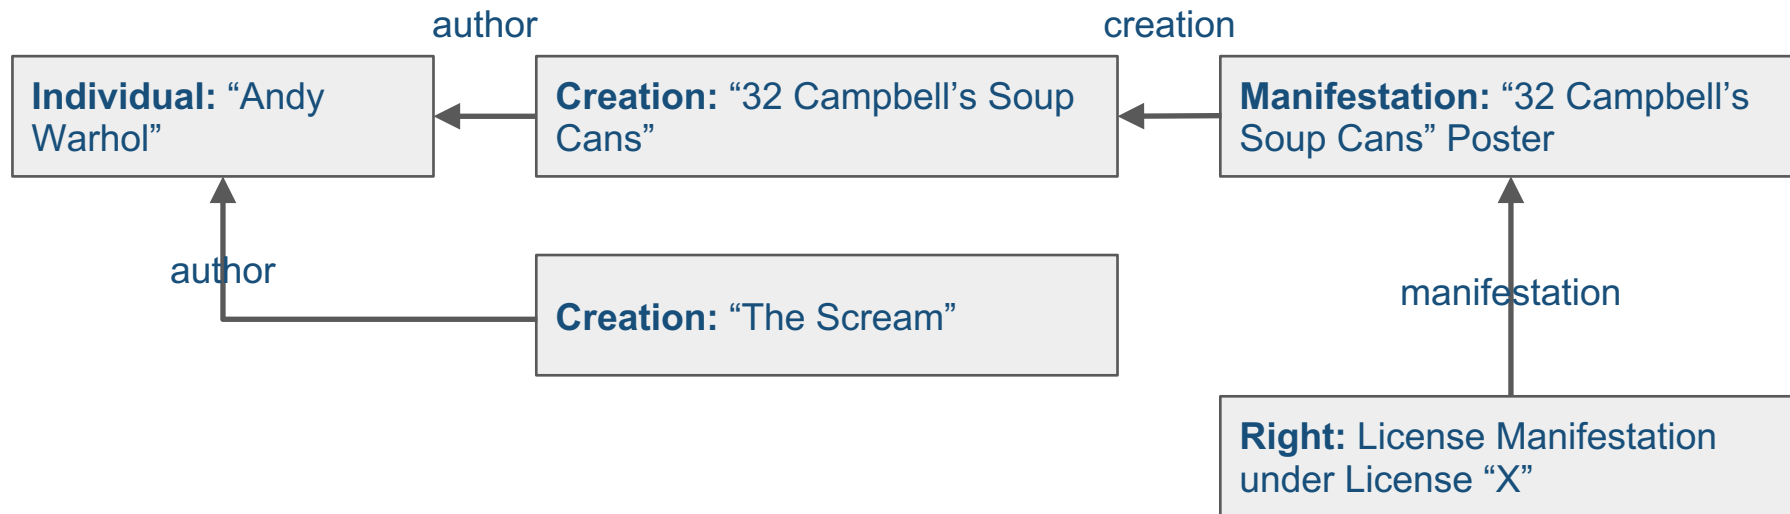 author
creation
Individual: “Andy
Warhol”
Creation: “32 Campbell’s Soup
Cans”
Manifestation: “32 Campbell’s
Soup Cans” Poster
author
Creation: “The Scream”
manifestation
Right: License Manifestation
under License “X”